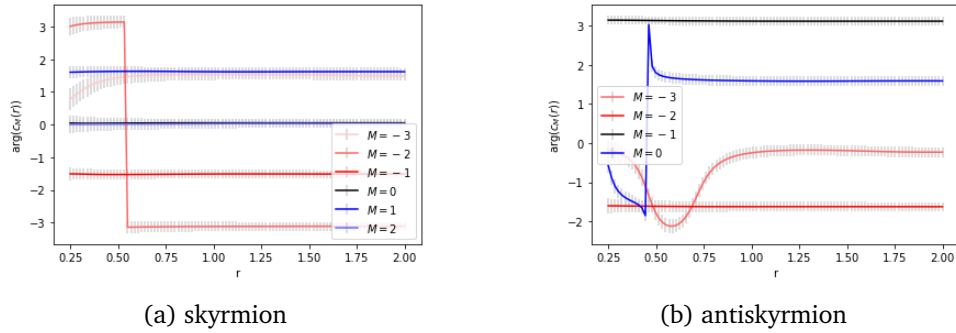 3
2
1
0
−1
−2
−3
arg(c_M(r))
0.25 0.50 0.75 1.00 1.25 1.50 1.75 2.00
r
M = −3
M = −2
M = −1
M = 0
M = 1
M = 2
(a) skyrmion
3
2
1
0
−1
−2
arg(c_M(r))
0.25 0.50 0.75 1.00 1.25 1.50 1.75 2.00
r
M = −3
M = −2
M = −1
M = 0
(b) antiskyrmion